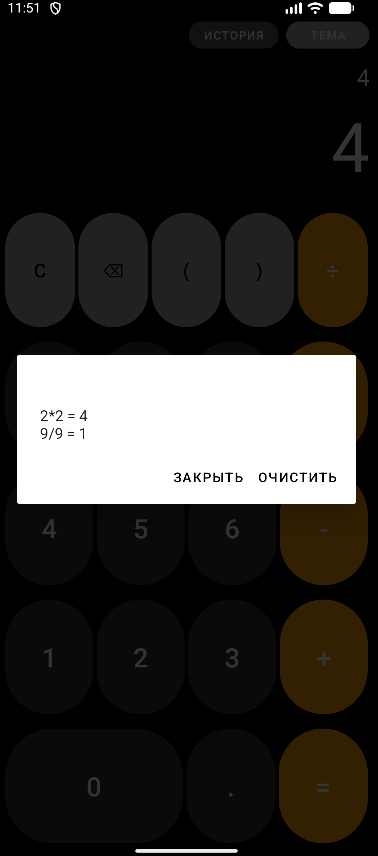 11:51
ИСТОРИЯ ТЕМА
4
4
C ( ) ÷
2*2 = 4
9/9 = 1
ЗАКРЫТЬ ОЧИСТИТЬ
4 5 6 -
1 2 3 +
0 . =